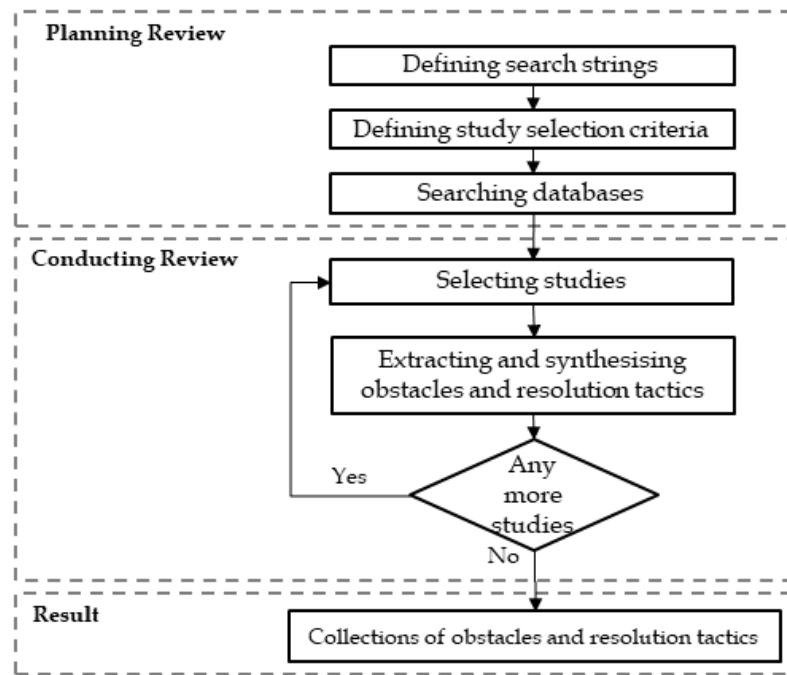 Planning Review
Defining search strings
Defining study selection criteria
Searching databases
Conducting Review
Selecting studies
Extracting and synthesising
obstacles and resolution tactics
Any
more
studies
Yes
No
Result
Collections of obstacles and resolution tactics